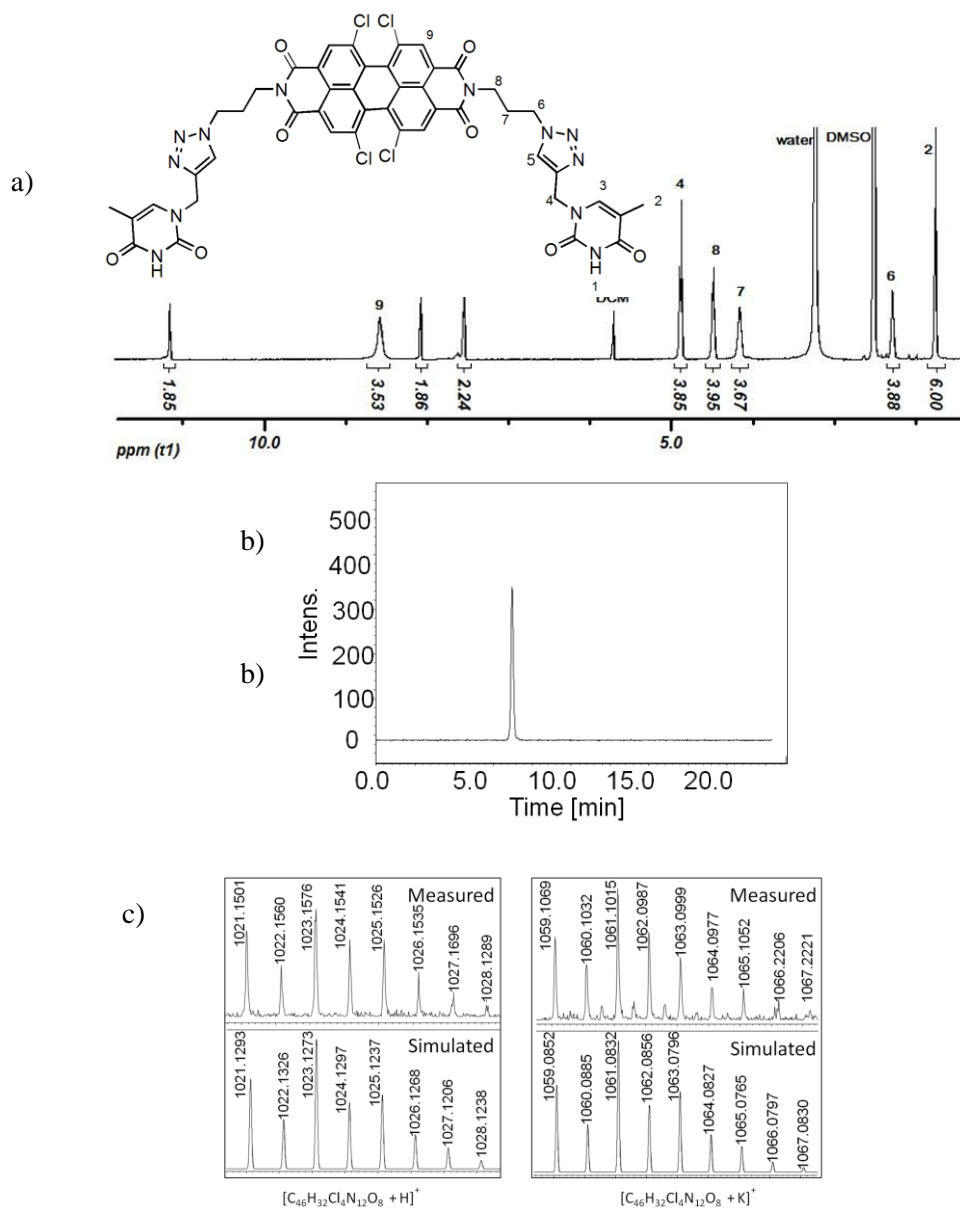 Cl Cl 9
O O O O
N N 8
O O
7 6
N N N N
N Cl Cl 5 N
4 3 2
N N
O N O O N O
H H
1
a)
water DMSO 2
4
8
7 6
9
DCM
1.85 3.53 1.86 2.24 3.85 3.95 3.67 3.88 6.00
10.0 5.0
ppm (t1)
b)
b)
Intens.
500
400
300
200
100
0
0.0 5.0 10.0 15.0 20.0
Time [min]
c)
Measured
1021.1501 1022.1560 1023.1576 1024.1541 1025.1526 1026.1535 1027.1696 1028.1289
Simulated
1021.1293 1022.1326 1023.1273 1024.1297 1025.1237 1026.1268 1027.1206 1028.1238
[C46H32Cl4N12O8 + H]+
Measured
1059.1069 1060.1032 1061.1015 1062.0987 1063.0999 1064.0977 1065.1052 1066.2206 1067.2221
Simulated
1059.0852 1060.0885 1061.0832 1062.0856 1063.0796 1064.0827 1065.0765 1066.0797 1067.0830
[C46H32Cl4N12O8 + K]+